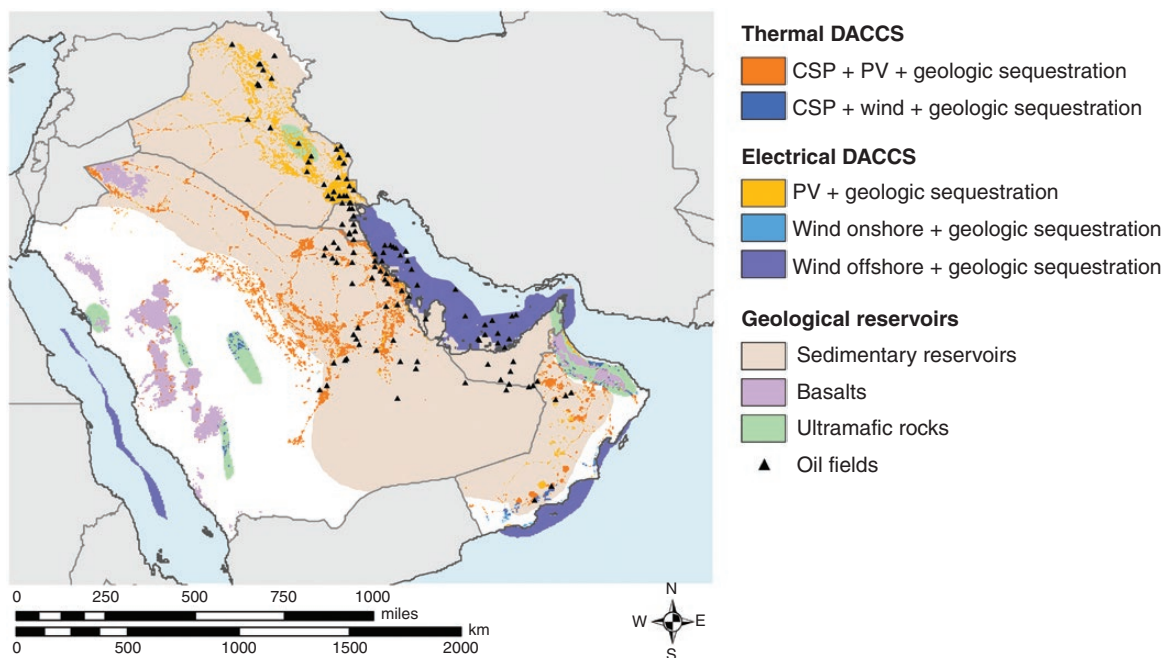 Thermal DACCS
CSP + PV + geologic sequestration
CSP + wind + geologic sequestration
Electrical DACCS
PV + geologic sequestration
Wind onshore + geologic sequestration
Wind offshore + geologic sequestration
Geological reservoirs
Sedimentary reservoirs
Basalts
Ultramafic rocks
Oil fields
0 250 500 750 1000
miles
km
0 500 1000 1500 2000
N
W E
S